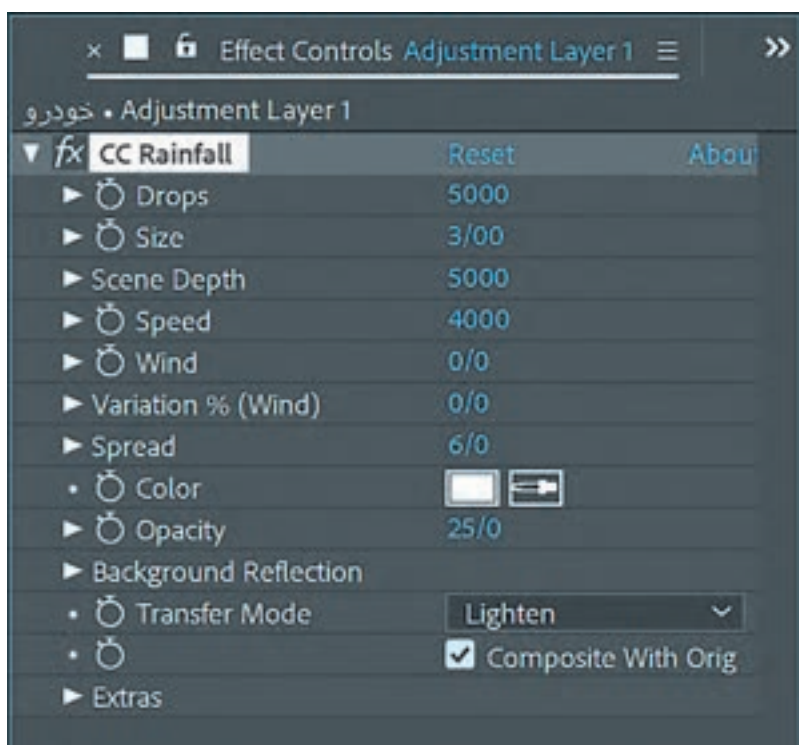 × Effect Controls Adjustment Layer 1 ≡ »
خودرو • Adjustment Layer 1
fx CC Rainfall Reset Abou
Drops 5000
Size 3/00
Scene Depth 5000
Speed 4000
Wind 0/0
Variation % (Wind) 0/0
Spread 6/0
Color
Opacity 25/0
Background Reflection
Transfer Mode Lighten
Composite With Orig
Extras